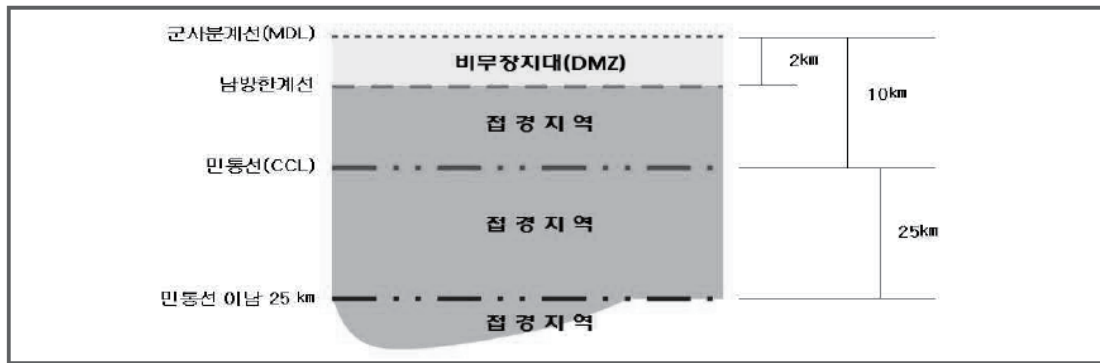 군사분계선(MDL)
비무장지대(DMZ)
2㎞
남방한계선
10㎞
접 경 지 역
민통선(CCL)
접 경 지 역
25㎞
민통선 이남 25 ㎞
접 경 지 역